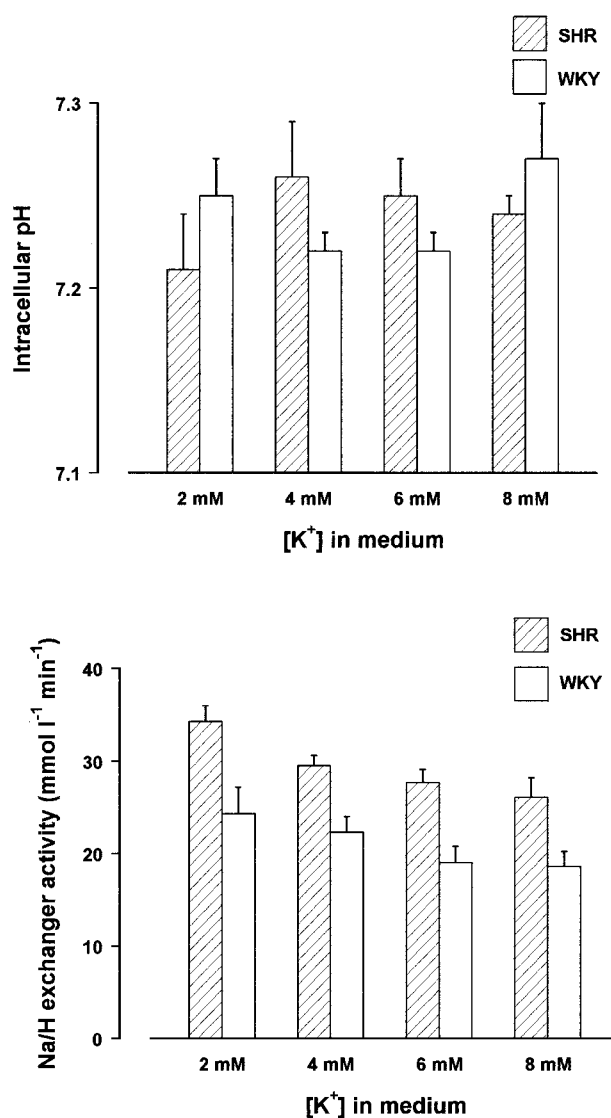 SHR
WKY
Intracellular pH
7.3
7.2
7.1
2 mM 4 mM 6 mM 8 mM
[K⁺] in medium
SHR
WKY
Na/H exchanger activity (mmol l⁻¹ min⁻¹)
40
30
20
10
0
2 mM 4 mM 6 mM 8 mM
[K⁺] in medium